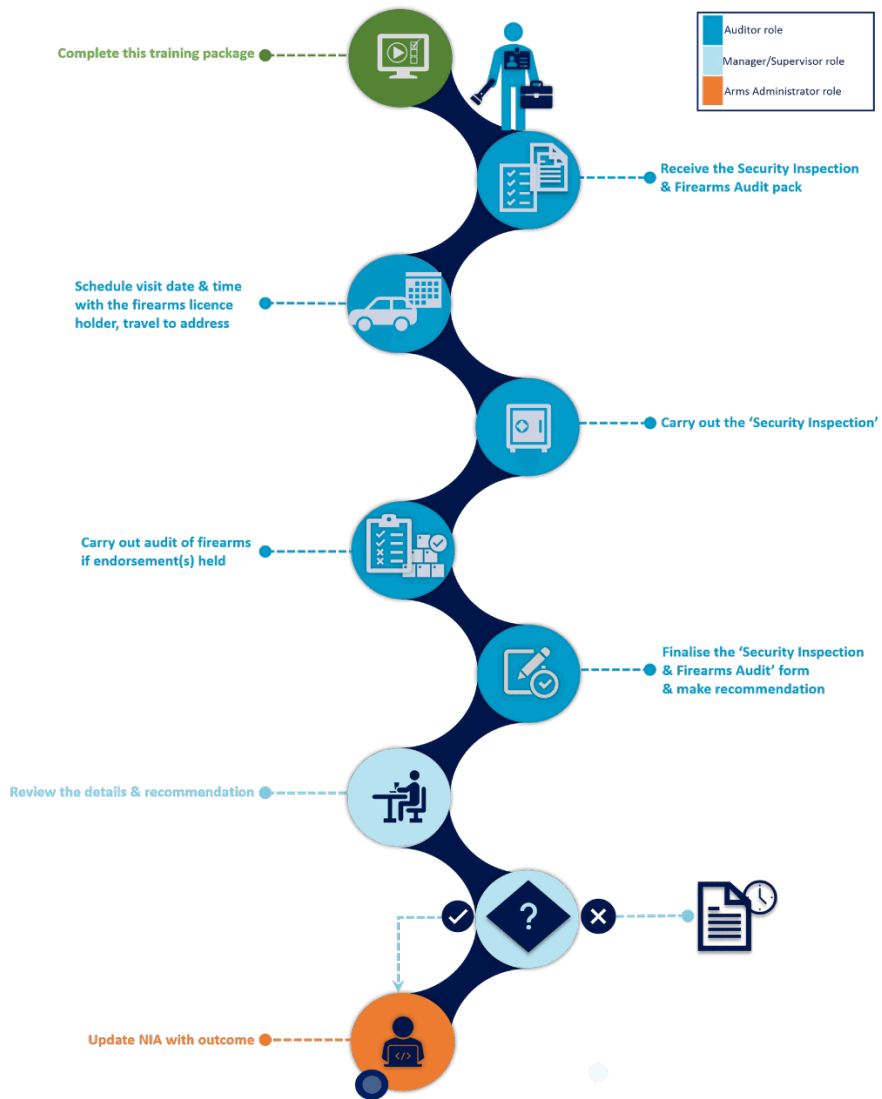 Auditor role
Manager/Supervisor role
Arms Administrator role
Complete this training package
Receive the Security Inspection
& Firearms Audit pack
Schedule visit date & time
with the firearms licence
holder, travel to address
Carry out the ‘Security Inspection’
Carry out audit of firearms
if endorsement(s) held
Finalise the ‘Security Inspection
& Firearms Audit’ form
& make recommendation
Review the details & recommendation
?
Update NIA with outcome